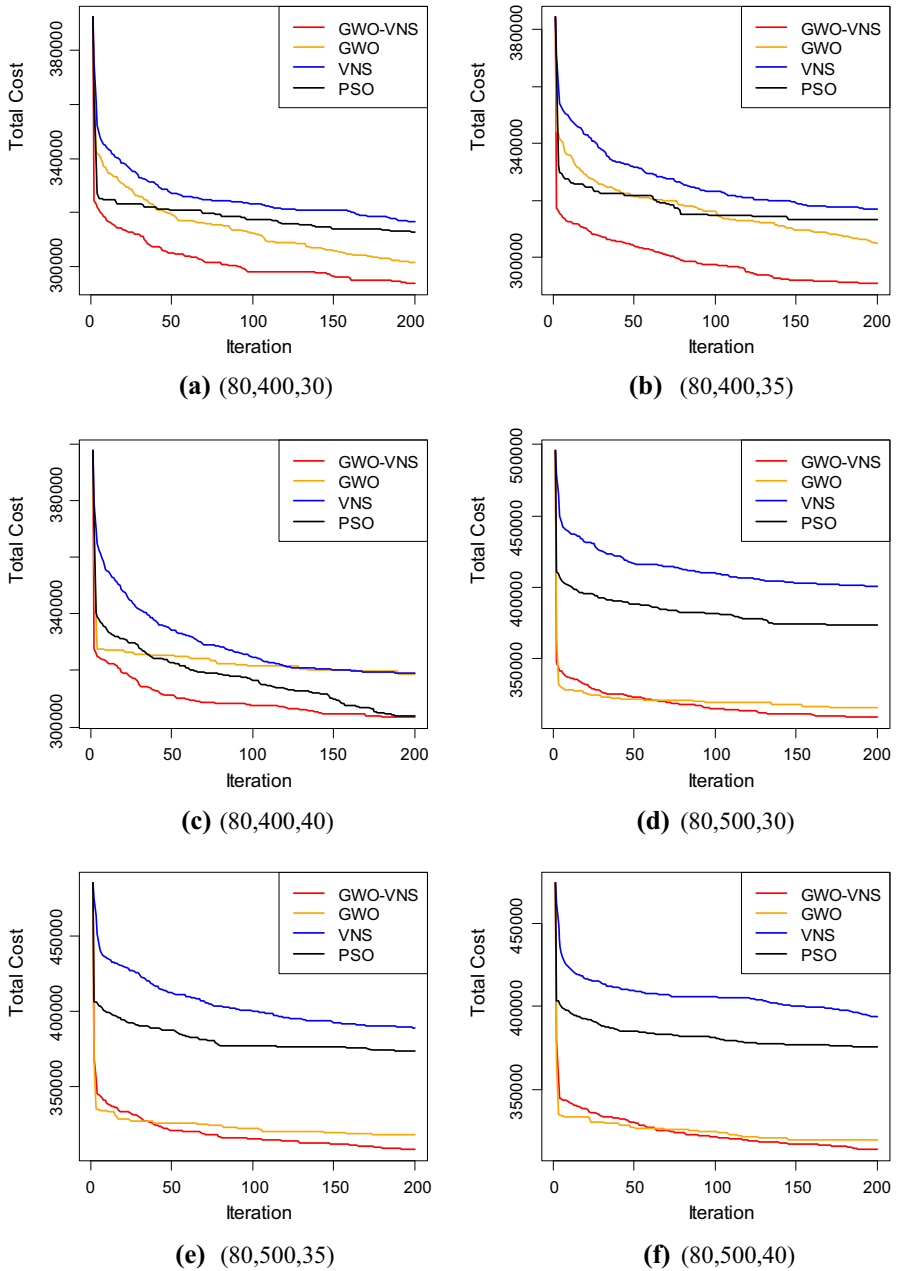 Total Cost
380000
340000
300000
GWO-VNS
GWO
VNS
PSO
0 50 100 150 200
Iteration
(a) (80,400,30)
Total Cost
380000
340000
300000
GWO-VNS
GWO
VNS
PSO
0 50 100 150 200
Iteration
(b) (80,400,35)
Total Cost
380000
340000
300000
GWO-VNS
GWO
VNS
PSO
0 50 100 150 200
Iteration
(c) (80,400,40)
Total Cost
500000
450000
400000
350000
GWO-VNS
GWO
VNS
PSO
0 50 100 150 200
Iteration
(d) (80,500,30)
Total Cost
450000
400000
350000
GWO-VNS
GWO
VNS
PSO
0 50 100 150 200
Iteration
(e) (80,500,35)
Total Cost
450000
400000
350000
GWO-VNS
GWO
VNS
PSO
0 50 100 150 200
Iteration
(f) (80,500,40)